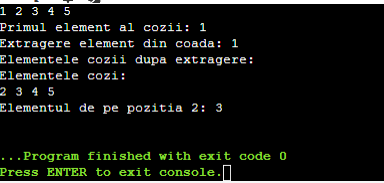 1 2 3 4 5
Primul element al cozii: 1
Extragere element din coada: 1
Elementele cozii dupa extragere:
Elementele cozi:
2 3 4 5
Elementul de pe pozitia 2: 3
...Program finished with exit code 0
Press ENTER to exit console.